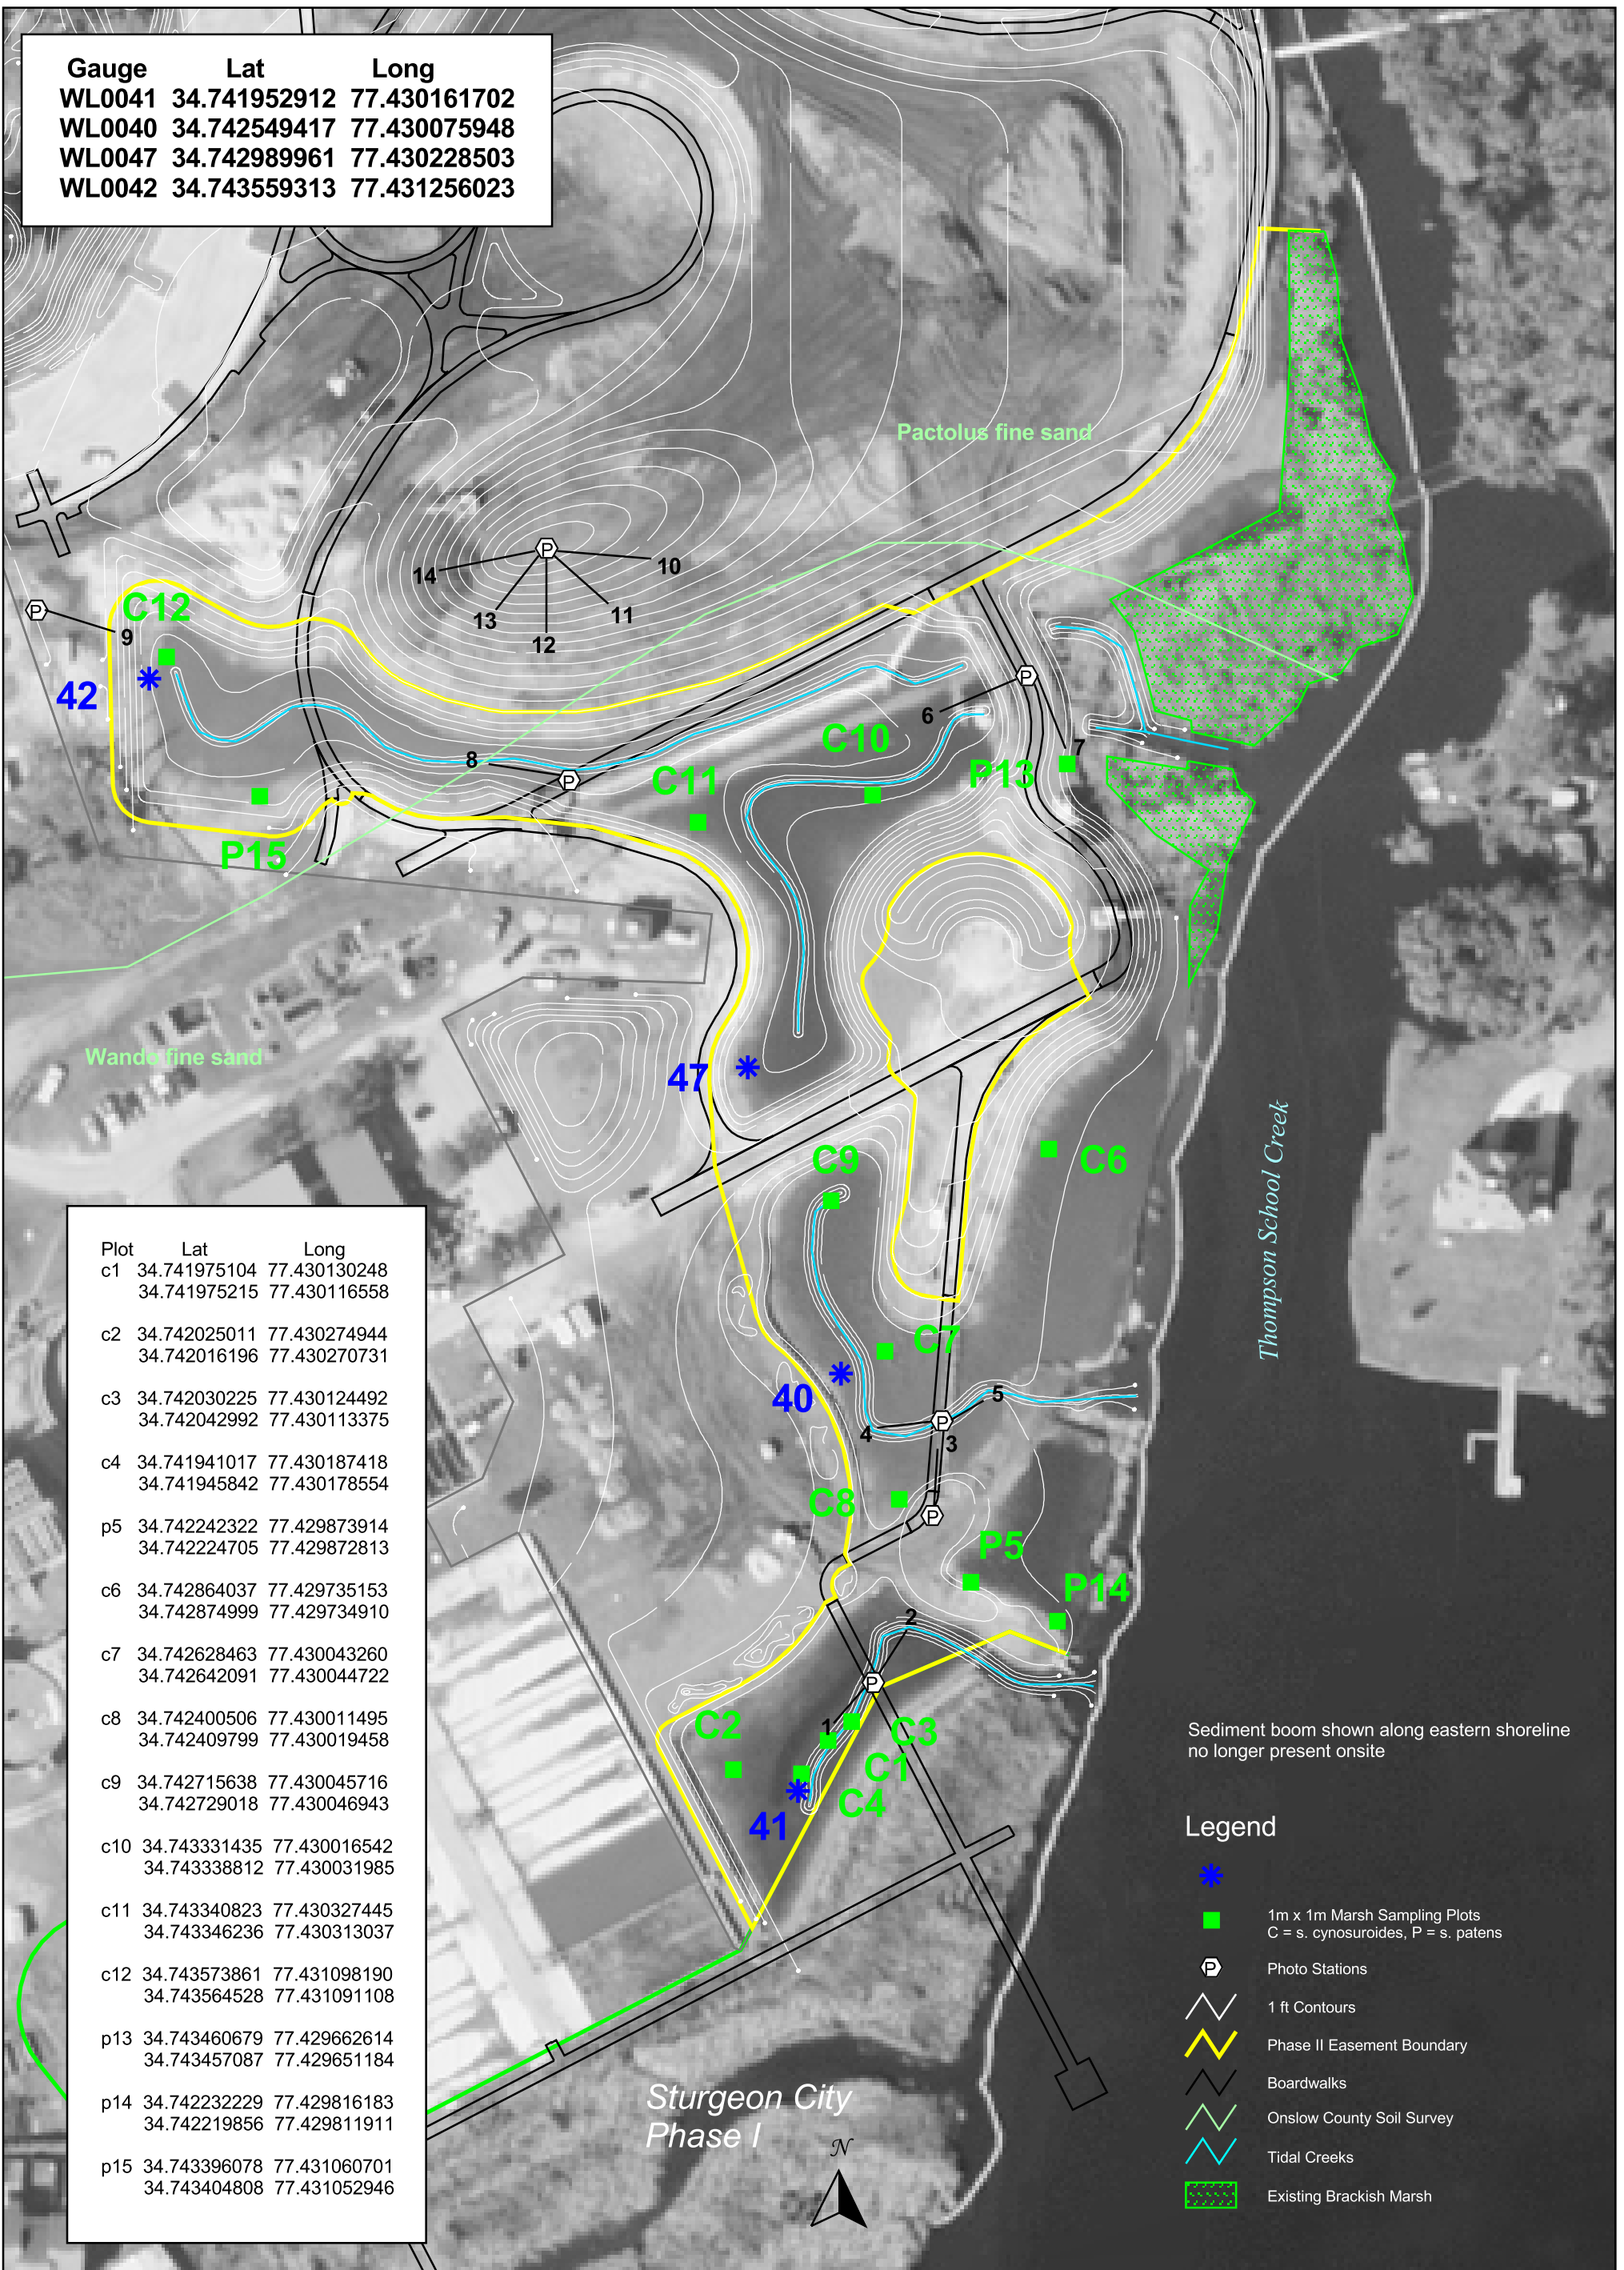 Gauge Lat Long
WL0041 34.741952912 77.430161702
WL0040 34.742549417 77.430075948
WL0047 34.742989961 77.430228503
WL0042 34.743559313 77.431256023
Pactolus fine sand
P
14
10
13
11
12
C12
P
9
42
P
6
7
8
P
C10
P13
C11
P15
Wando fine sand
47
C9
C6
Thompson School Creek
C7
40
5
4
P
3
C8
P
P5
P14
2
P
C2
1
C3
C1
C4
41
Plot Lat Long
c1 34.741975104 77.430130248
34.741975215 77.430116558
c2 34.742025011 77.430274944
34.742016196 77.430270731
c3 34.742030225 77.430124492
34.742042992 77.430113375
c4 34.741941017 77.430187418
34.741945842 77.430178554
p5 34.742242322 77.429873914
34.742224705 77.429872813
c6 34.742864037 77.429735153
34.742874999 77.429734910
c7 34.742628463 77.430043260
34.742642091 77.430044722
c8 34.742400506 77.430011495
34.742409799 77.430019458
c9 34.742715638 77.430045716
34.742729018 77.430046943
c10 34.743331435 77.430016542
34.743338812 77.430031985
c11 34.743340823 77.430327445
34.743346236 77.430313037
c12 34.743573861 77.431098190
34.743564528 77.431091108
p13 34.743460679 77.429662614
34.743457087 77.429651184
p14 34.742232229 77.429816183
34.742219856 77.429811911
p15 34.743396078 77.431060701
34.743404808 77.431052946
Sediment boom shown along eastern shoreline
no longer present onsite
Legend
1m x 1m Marsh Sampling Plots
C = s. cynosuroides, P = s. patens
P Photo Stations
1 ft Contours
Phase II Easement Boundary
Boardwalks
Onslow County Soil Survey
Tidal Creeks
Existing Brackish Marsh
Sturgeon City
Phase I
N